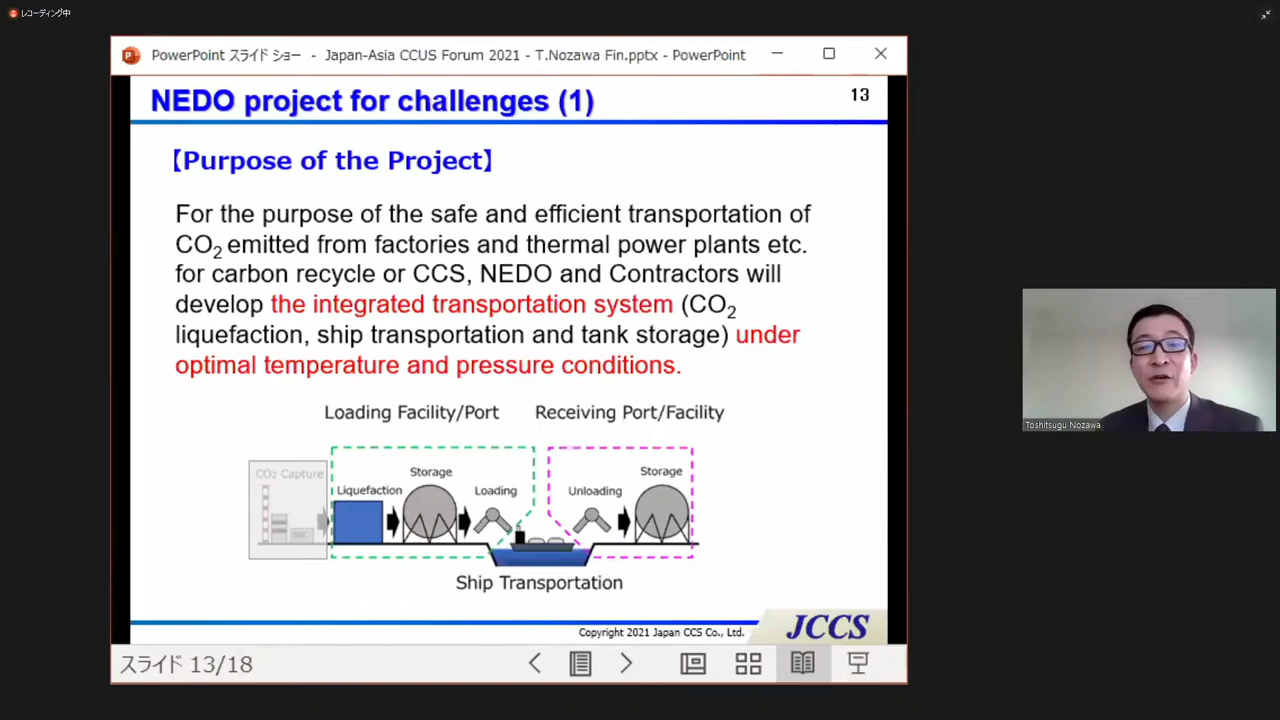 レコーディング中
PowerPoint スライド ショー - Japan-Asia CCUS Forum 2021 - T.Nozawa Fin.pptx - PowerPoint
NEDO project for challenges (1)
13
【Purpose of the Project】
For the purpose of the safe and efficient transportation of
CO2 emitted from factories and thermal power plants etc.
for carbon recycle or CCS, NEDO and Contractors will
develop the integrated transportation system (CO2
liquefaction, ship transportation and tank storage) under
optimal temperature and pressure conditions.
Loading Facility/Port
Receiving Port/Facility
CO2 Capture
Liquefaction
Storage
Loading
Unloading
Storage
Ship Transportation
Copyright 2021 Japan CCS Co., Ltd.
JCCS
スライド 13/18
Toshitsugu Nozawa